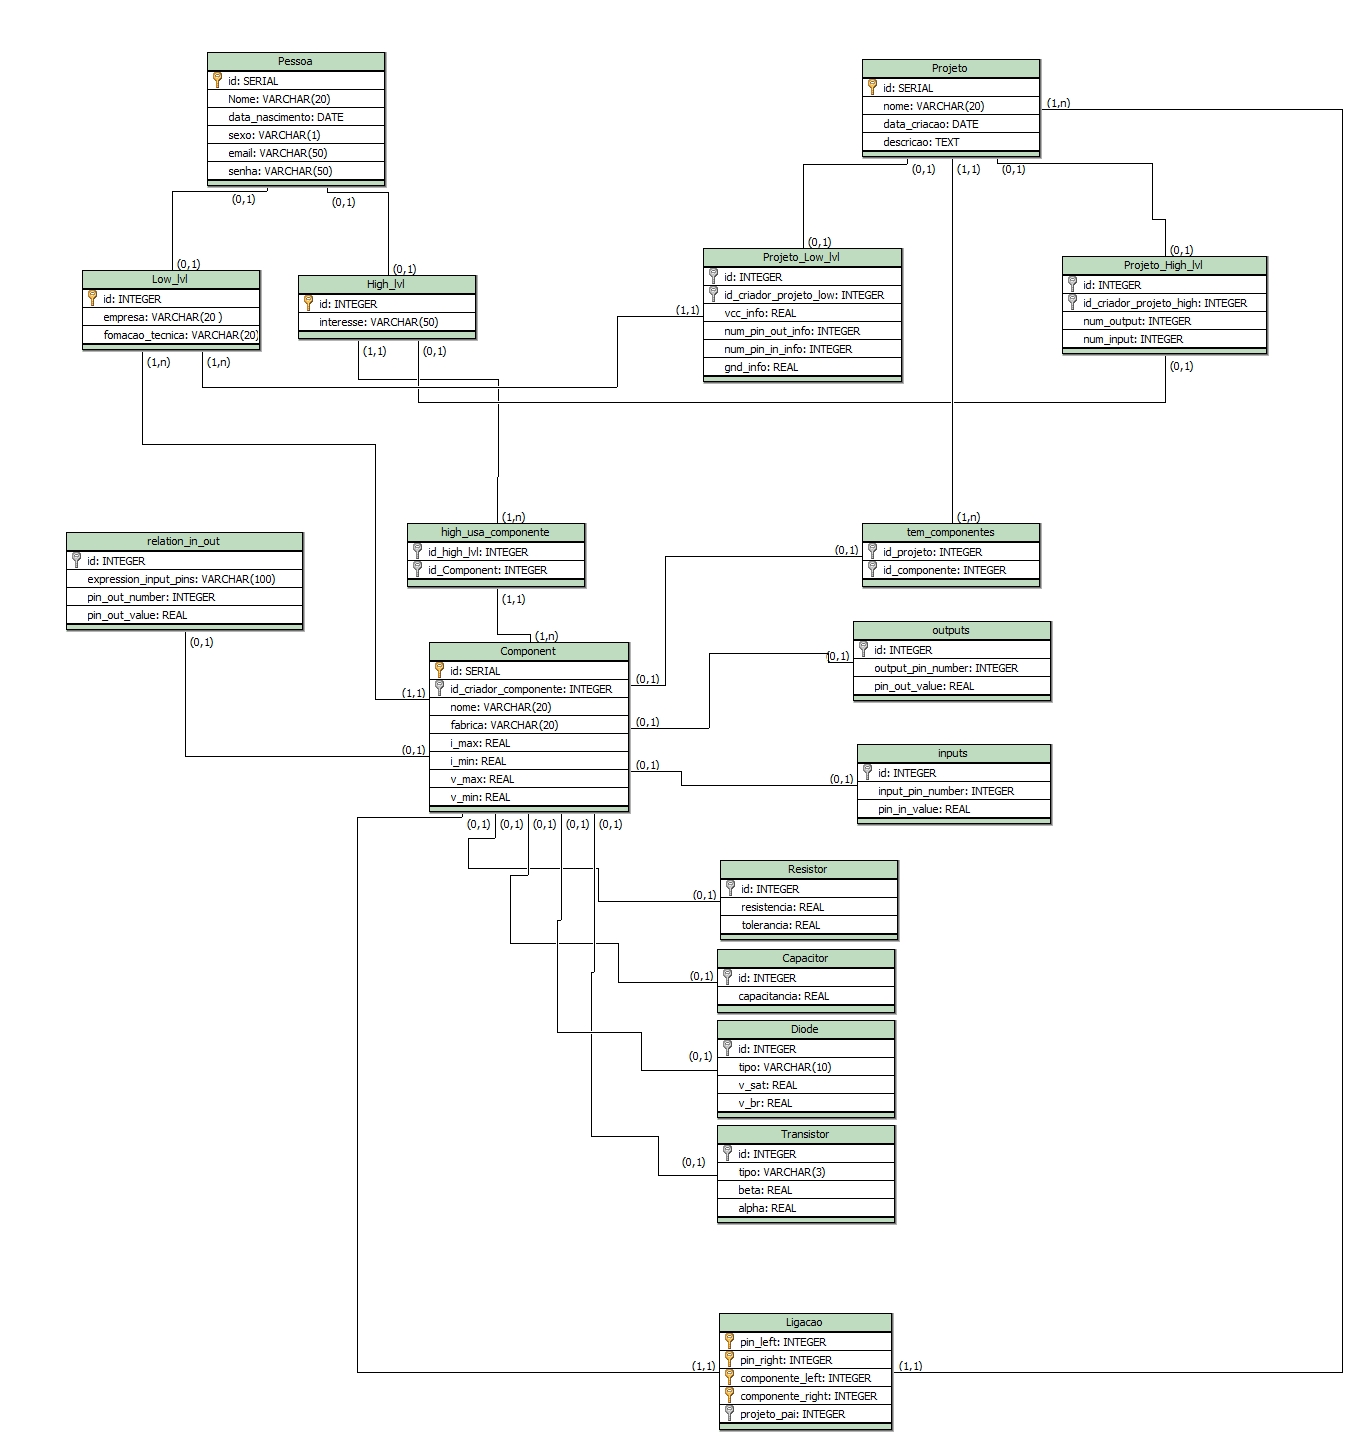 Pessoa
id: SERIAL
Nome: VARCHAR(20)
data_nascimento: DATE
sexo: VARCHAR(1)
email: VARCHAR(50)
senha: VARCHAR(50)
(0,1)
(0,1)
Projeto
id: SERIAL
nome: VARCHAR(20)
data_criacao: DATE
descricao: TEXT
(1,n)
(0,1)
(1,1)
(0,1)
(0,1)
Low_lvl
id: INTEGER
empresa: VARCHAR(20 )
fomacao_tecnica: VARCHAR(20)
(1,n)
(1,n)
(0,1)
High_lvl
id: INTEGER
interesse: VARCHAR(50)
(1,1)
(0,1)
(0,1)
Projeto_Low_lvl
id: INTEGER
id_criador_projeto_low: INTEGER
vcc_info: REAL
num_pin_out_info: INTEGER
num_pin_in_info: INTEGER
gnd_info: REAL
(1,1)
(0,1)
Projeto_High_lvl
id: INTEGER
id_criador_projeto_high: INTEGER
num_output: INTEGER
num_input: INTEGER
(0,1)
relation_in_out
id: INTEGER
expression_input_pins: VARCHAR(100)
pin_out_number: INTEGER
pin_out_value: REAL
(0,1)
(1,n)
high_usa_componente
id_high_lvl: INTEGER
id_Component: INTEGER
(1,1)
(1,n)
tem_componentes
id_projeto: INTEGER
id_componente: INTEGER
(0,1)
(1,n)
Component
id: SERIAL
id_criador_componente: INTEGER
nome: VARCHAR(20)
fabrica: VARCHAR(20)
i_max: REAL
i_min: REAL
v_max: REAL
v_min: REAL
(1,1)
(0,1)
(0,1)
(0,1)
(0,1)
(0,1)
(0,1)
(0,1)
(0,1)
(0,1)
outputs
id: INTEGER
output_pin_number: INTEGER
pin_out_value: REAL
(0,1)
inputs
id: INTEGER
input_pin_number: INTEGER
pin_in_value: REAL
(0,1)
Resistor
id: INTEGER
resistencia: REAL
tolerancia: REAL
(0,1)
Capacitor
id: INTEGER
capacitancia: REAL
(0,1)
Diode
id: INTEGER
tipo: VARCHAR(10)
v_sat: REAL
v_br: REAL
(0,1)
Transistor
id: INTEGER
tipo: VARCHAR(3)
beta: REAL
alpha: REAL
(0,1)
Ligacao
pin_left: INTEGER
pin_right: INTEGER
componente_left: INTEGER
componente_right: INTEGER
projeto_pai: INTEGER
(1,1)
(1,1)